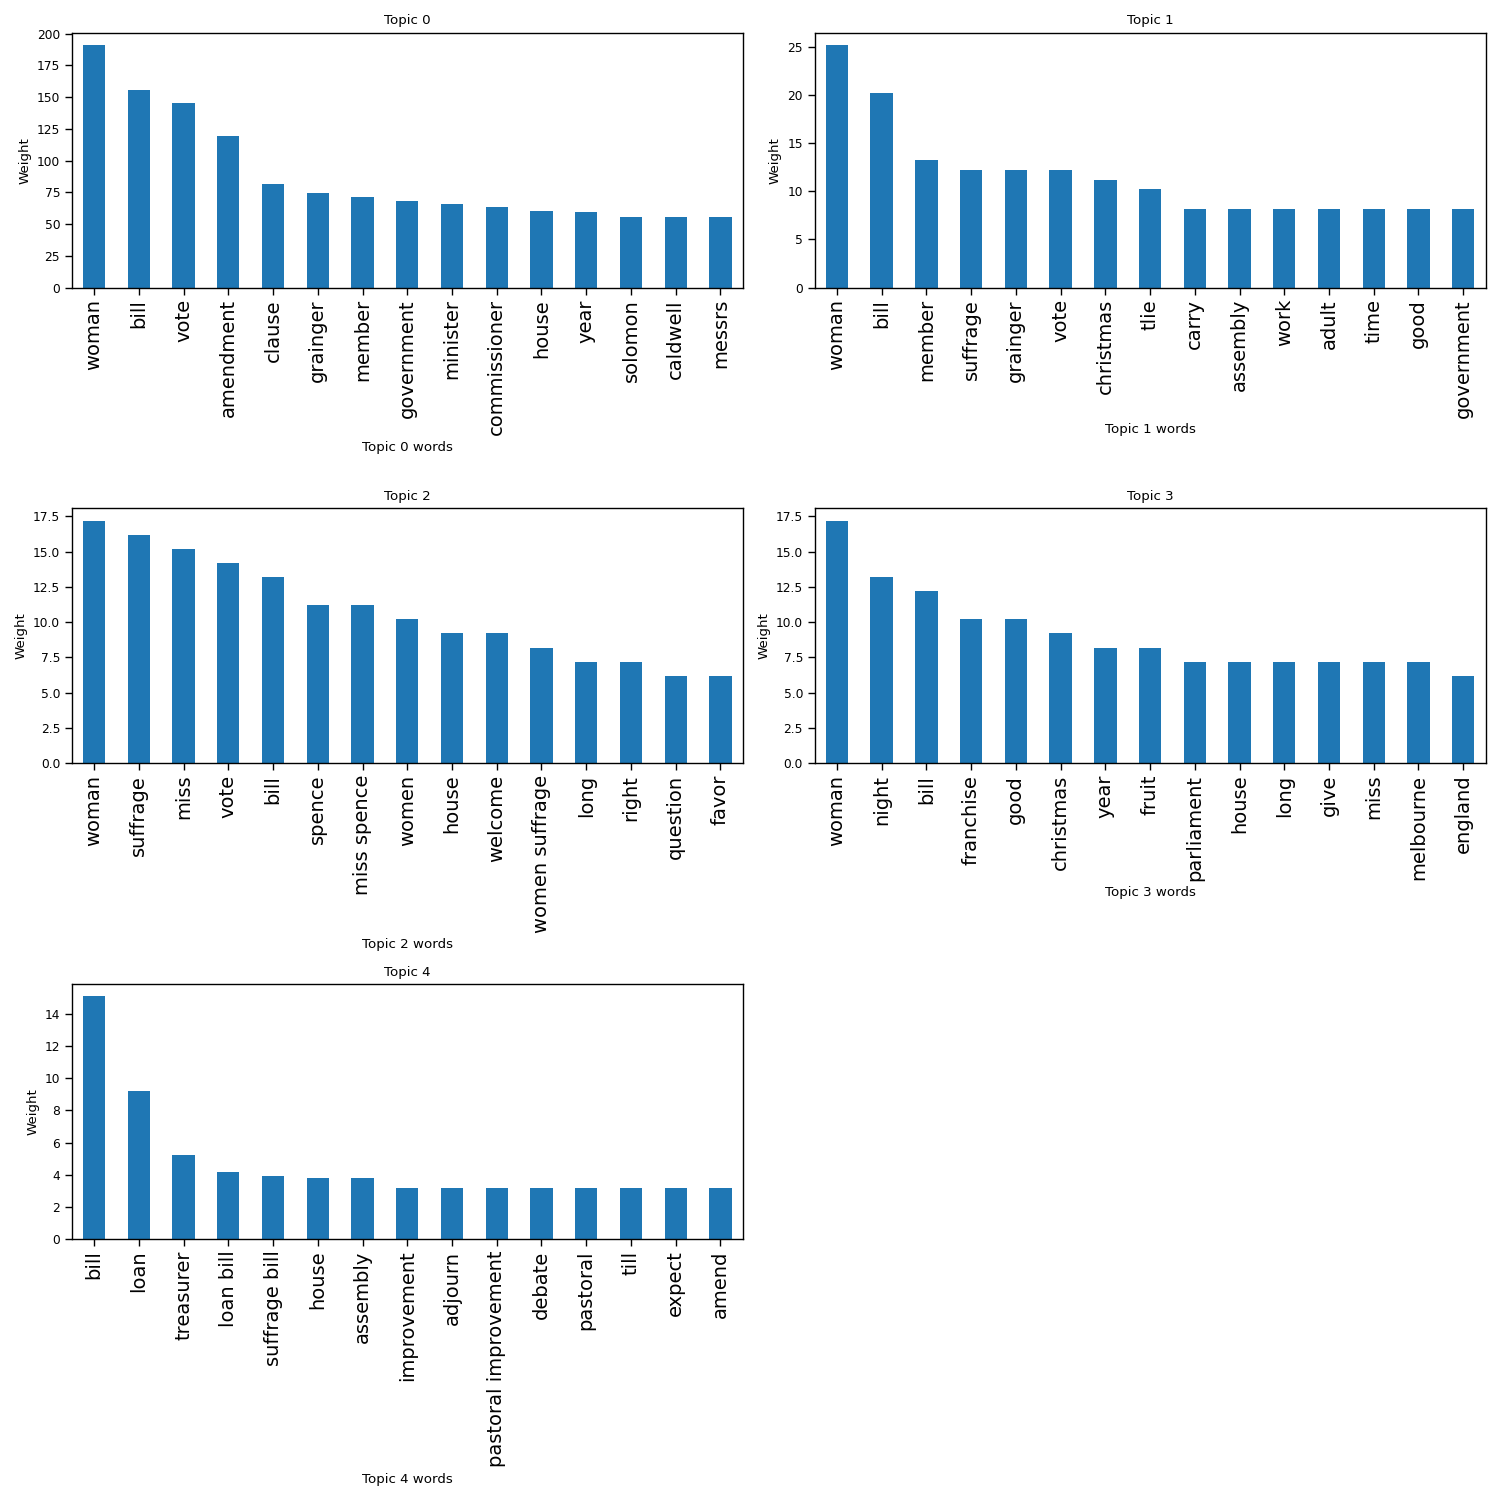 Topic 0
Weight
200
175
150
125
100
75
50
25
0
woman bill vote amendment clause grainger member government minister commissioner house year solomon caldwell messrs
Topic 0 words
Topic 1
Weight
25
20
15
10
5
0
woman bill member suffrage grainger vote christmas tlie carry assembly work adult time good government
Topic 1 words
Topic 2
Weight
17.5
15.0
12.5
10.0
7.5
5.0
2.5
0.0
woman suffrage miss vote bill spence miss spence women house welcome women suffrage long right question favor
Topic 2 words
Topic 3
Weight
17.5
15.0
12.5
10.0
7.5
5.0
2.5
0.0
woman night bill franchise good christmas year fruit parliament house long give miss melbourne england
Topic 3 words
Topic 4
Weight
14
12
10
8
6
4
2
0
bill loan treasurer loan bill suffrage bill house assembly improvement adjourn pastoral improvement debate pastoral till expect amend
Topic 4 words